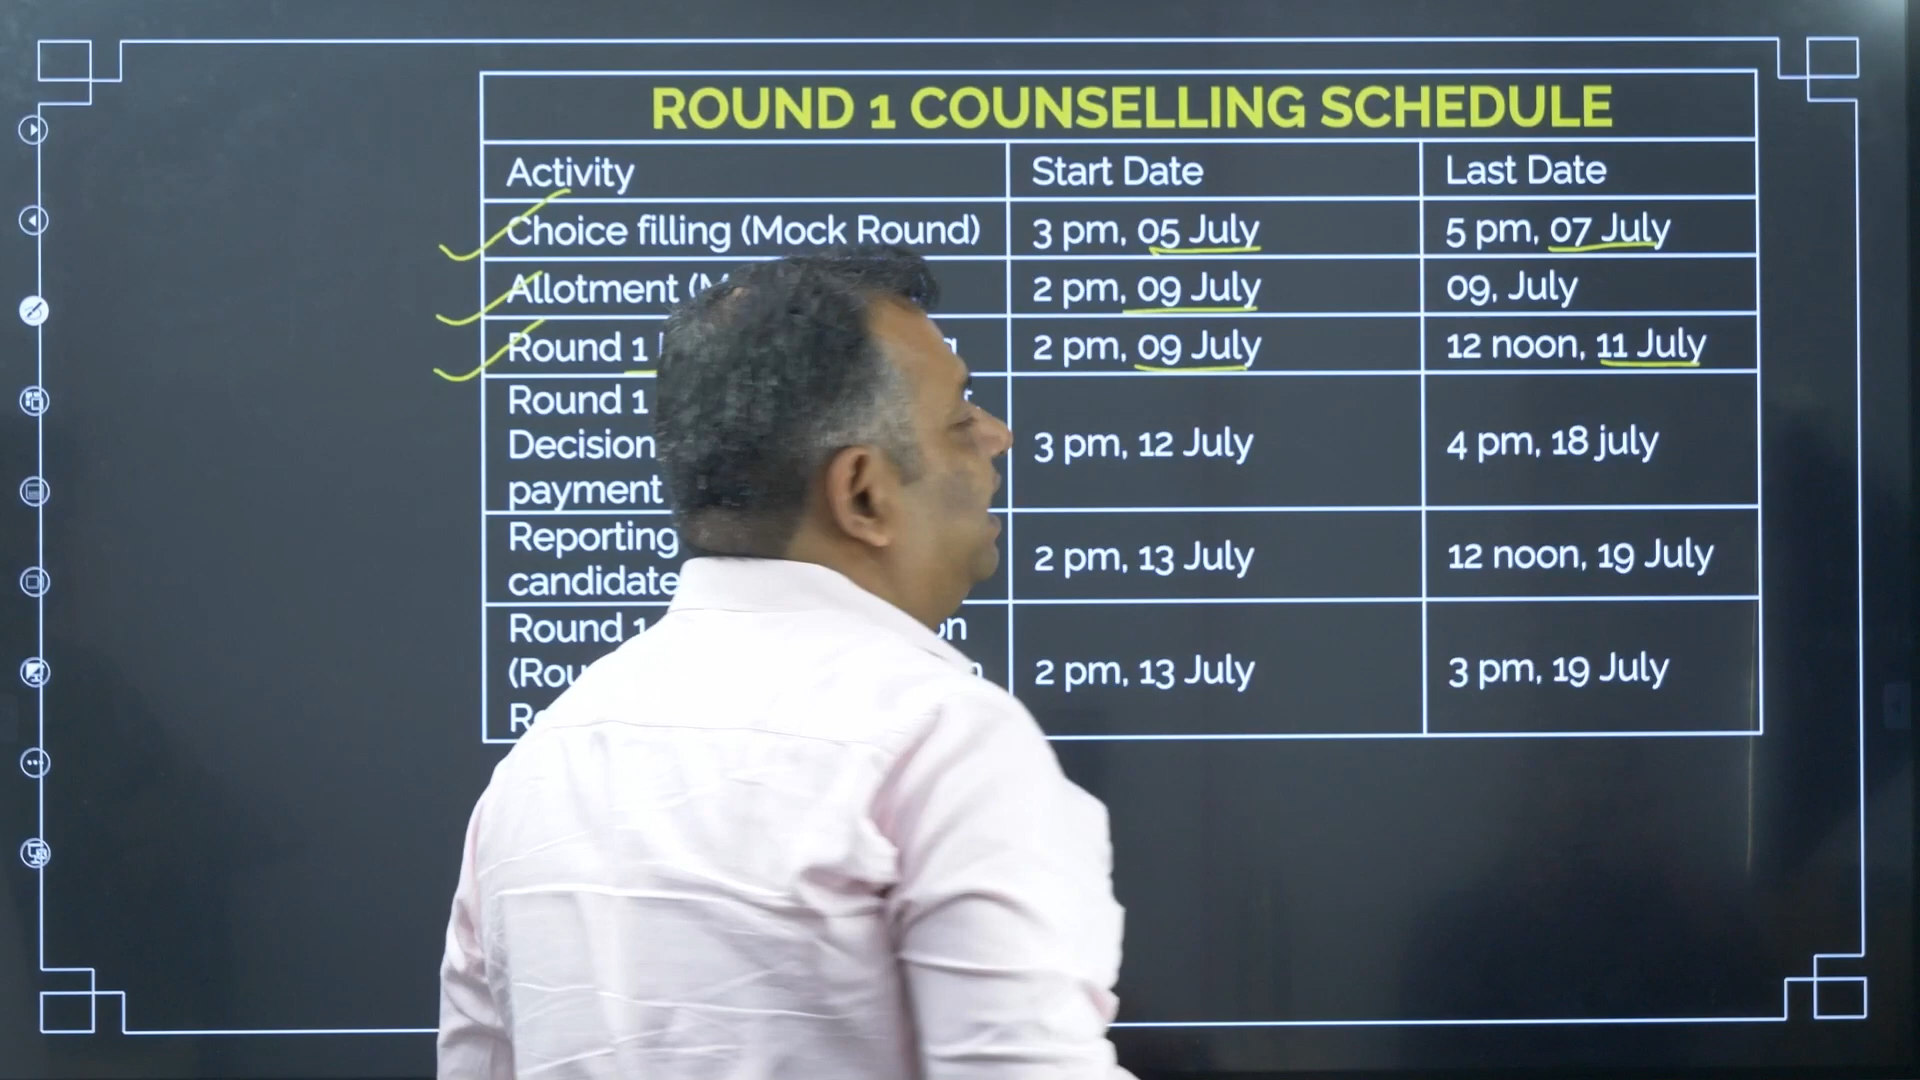 ROUND 1 COUNSELLING SCHEDULE
Activity Start Date Last Date
Choice filling (Mock Round) 3 pm, 05 July 5 pm, 07 July
Allotment 2 pm, 09 July 09, July
Round 1 2 pm, 09 July 12 noon, 11 July
Round 1
Decision 3 pm, 12 July 4 pm, 18 july
payment
Reporting
candidate 2 pm, 13 July 12 noon, 19 July
Round 1
2 pm, 13 July 3 pm, 19 July